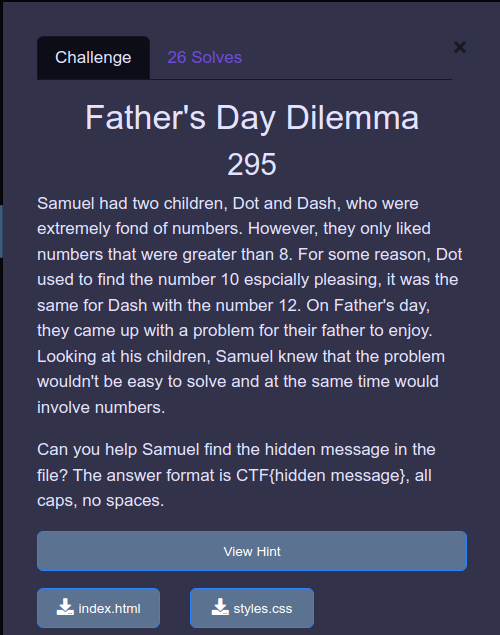 Challenge
26 Solves
×
Father's Day Dilemma
295
Samuel had two children, Dot and Dash, who were
extremely fond of numbers. However, they only liked
numbers that were greater than 8. For some reason, Dot
used to find the number 10 espcially pleasing, it was the
same for Dash with the number 12. On Father's day,
they came up with a problem for their father to enjoy.
Looking at his children, Samuel knew that the problem
wouldn't be easy to solve and at the same time would
involve numbers.
Can you help Samuel find the hidden message in the
file? The answer format is CTF{hidden message}, all
caps, no spaces.
View Hint
index.html
styles.css